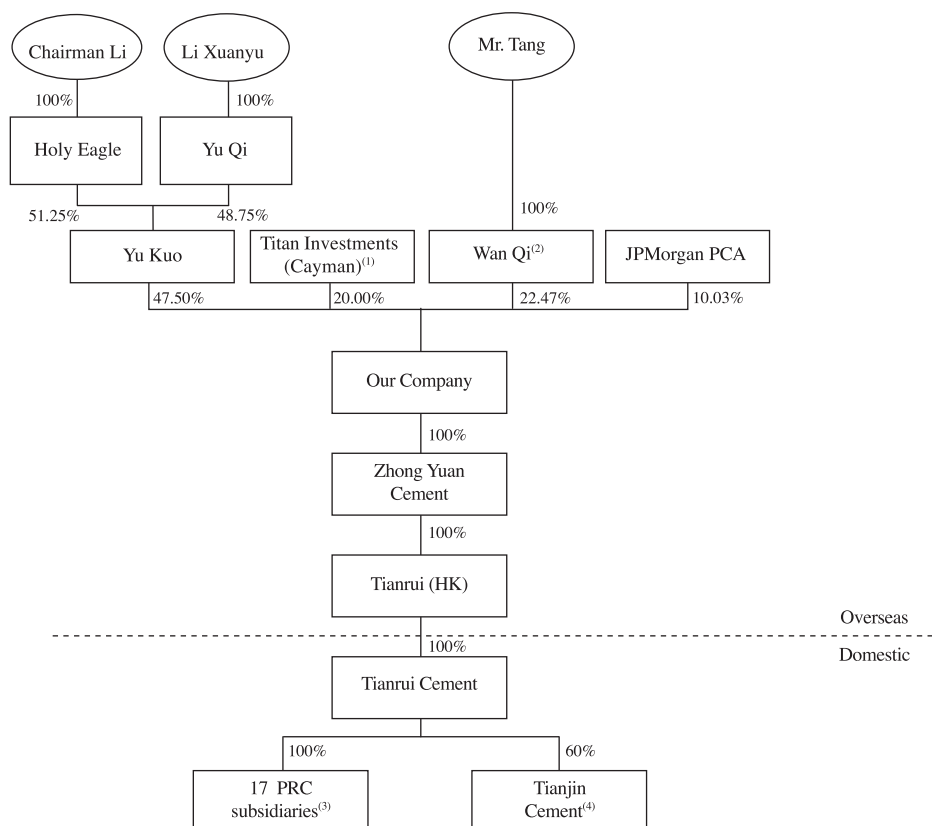 Chairman Li
Li Xuanyu
Mr. Tang
100%
100%
Holy Eagle
Yu Qi
100%
51.25%
48.75%
Yu Kuo
Titan Investments
(Cayman)(1)
Wan Qi(2)
JPMorgan PCA
47.50%
20.00%
22.47%
10.03%
Our Company
100%
Zhong Yuan
Cement
100%
Tianrui (HK)
Overseas
100%
Domestic
Tianrui Cement
100%
60%
17 PRC
subsidiaries(3)
Tianjin
Cement(4)